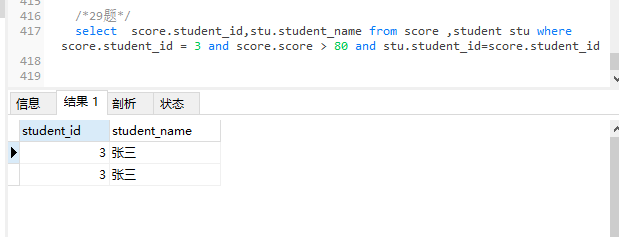 415
416 /*29题*/
417 select score.student_id,stu.student_name from score ,student stu where
score.student_id = 3 and score.score > 80 and stu.student_id=score.student_id
418
419
信息 结果 1 剖析 状态
student_id student_name
3 张三
3 张三